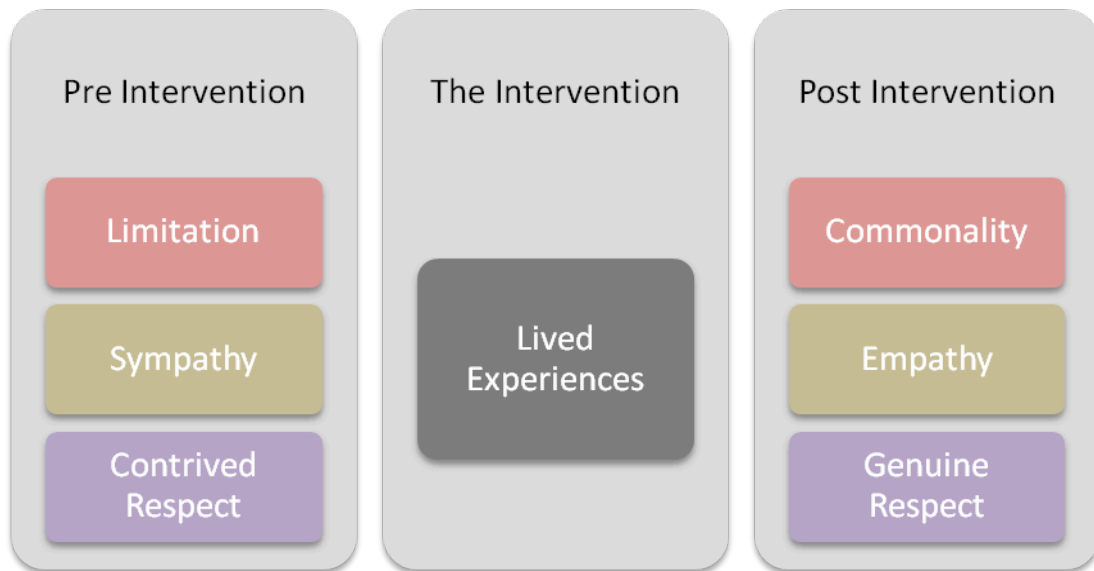 Pre Intervention
Limitation
Sympathy
Contrived
Respect
The Intervention
Lived
Experiences
Post Intervention
Commonality
Empathy
Genuine
Respect